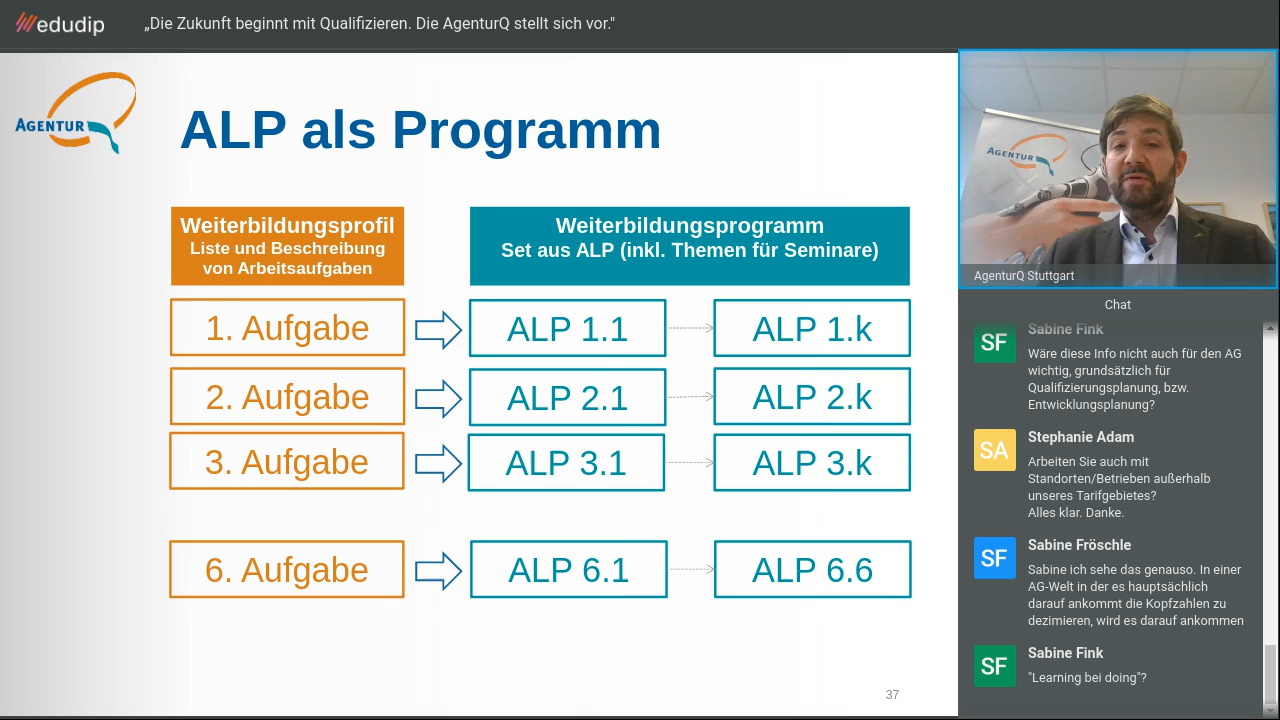 edudip
„Die Zukunft beginnt mit Qualifizieren. Die AgenturQ stellt sich vor."
AGENTUR
ALP als Programm
Weiterbildungsprofil
Liste und Beschreibung
von Arbeitsaufgaben
Weiterbildungsprogramm
Set aus ALP (inkl. Themen für Seminare)
1. Aufgabe
ALP 1.1
ALP 1.k
2. Aufgabe
ALP 2.1
ALP 2.k
3. Aufgabe
ALP 3.1
ALP 3.k
6. Aufgabe
ALP 6.1
ALP 6.6
37
AGENTUR
AgenturQ Stuttgart
Chat
SF
Sabine Fink
Wäre diese Info nicht auch für den AG
wichtig, grundsätzlich für
Qualifizierungsplanung, bzw.
Entwicklungsplanung?
SA
Stephanie Adam
Arbeiten Sie auch mit
Standorten/Betrieben außerhalb
unseres Tarifgebietes?
Alles klar. Danke.
SF
Sabine Fröschle
Sabine ich sehe das genauso. In einer
AG-Welt in der es hauptsächlich
darauf ankommt die Kopfzahlen zu
dezimieren, wird es darauf ankommen
SF
Sabine Fink
"Learning bei doing"?